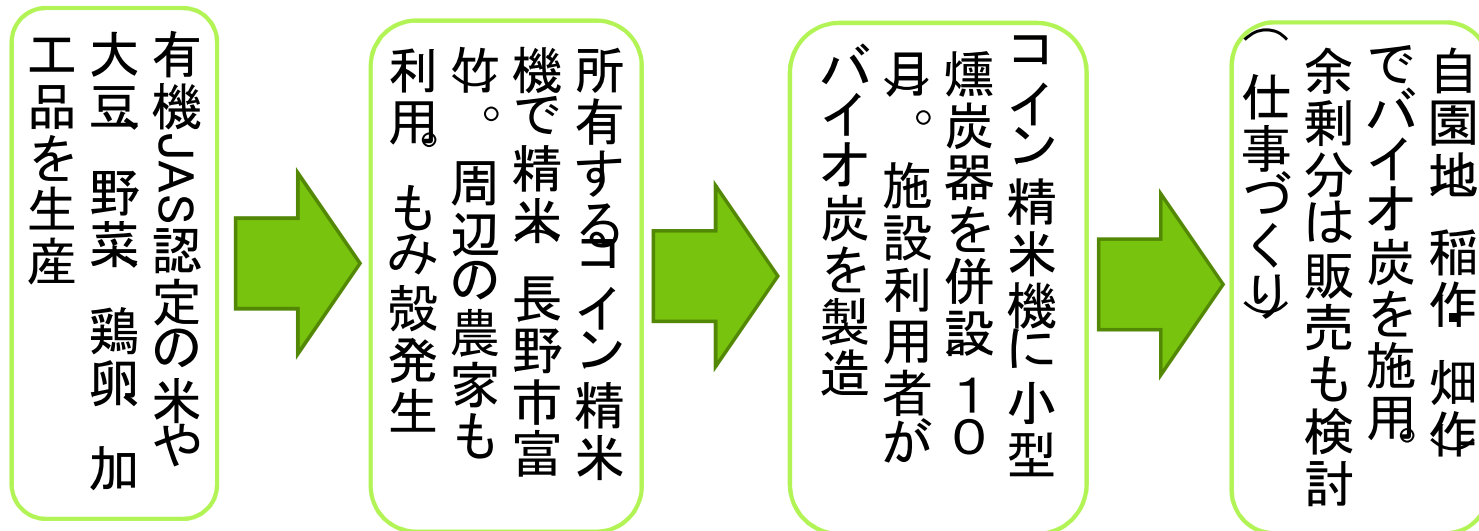 有機JAS認定の米や
大豆、野菜、鶏卵、加
工品を生産
所有するコイン精米
機で精米（長野市富
竹）。周辺の農家も
利用。もみ殻発生
コイン精米機に小型
燻炭器を併設（10
月）。施設利用者が
バイオ炭を製造
自園地（稲作・畑作）
でバイオ炭を施用。
余剰分は販売も検討
（仕事づくり）